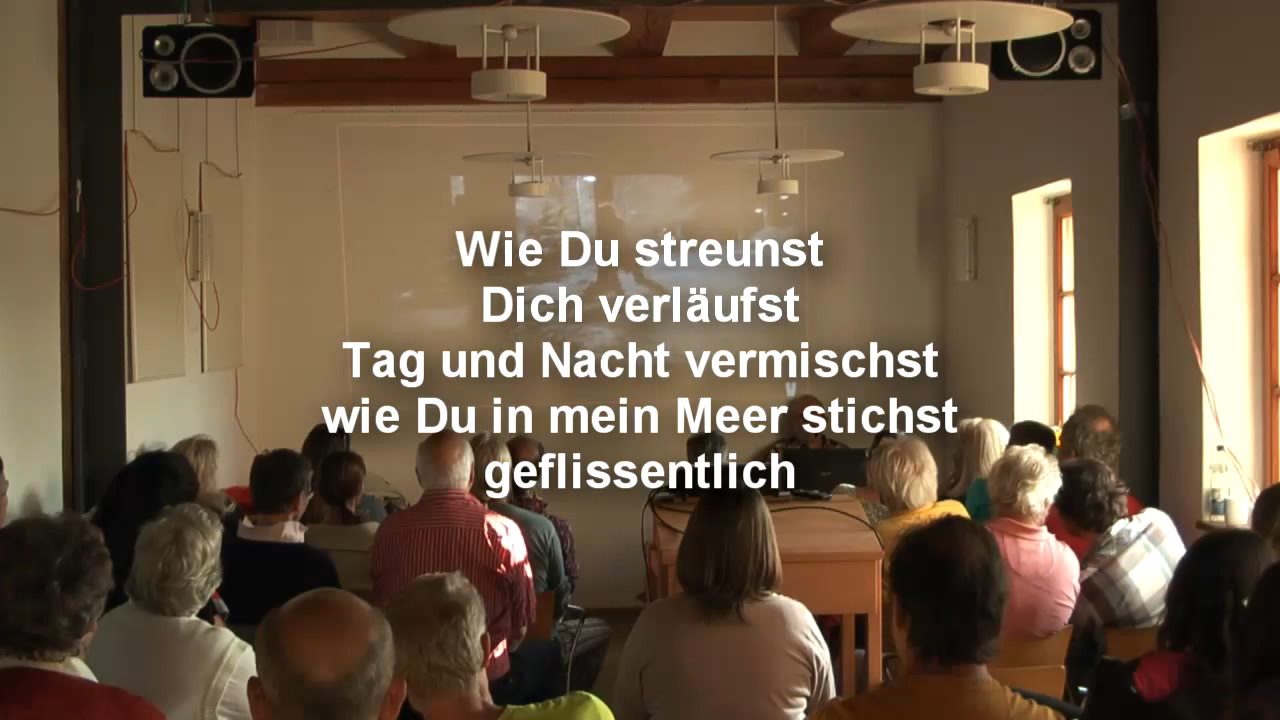 Wie Du streunst
Dich verläufst
Tag und Nacht vermischst
wie Du in mein Meer stichst
geflissentlich